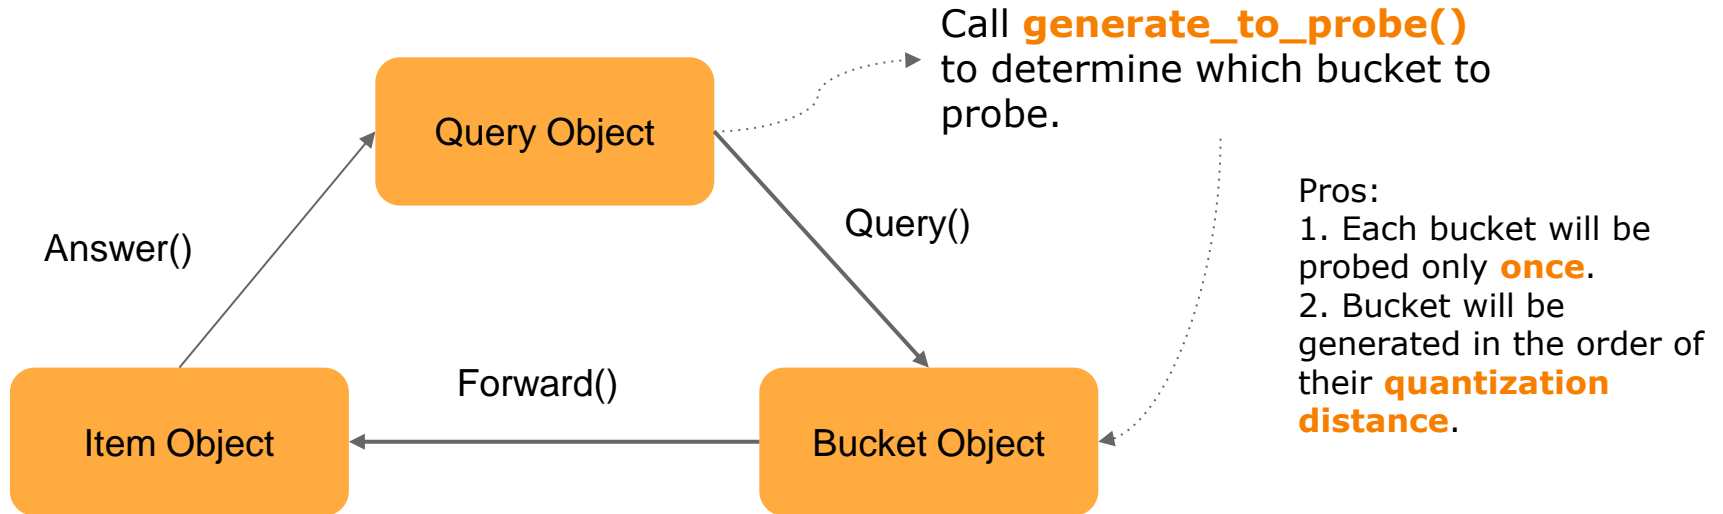 Call generate_to_probe()
to determine which bucket to
probe.
Query Object
Pros:
1. Each bucket will be
probed only once.
2. Bucket will be
generated in the order of
their quantization
distance.
Query()
Answer()
Forward()
Item Object
Bucket Object